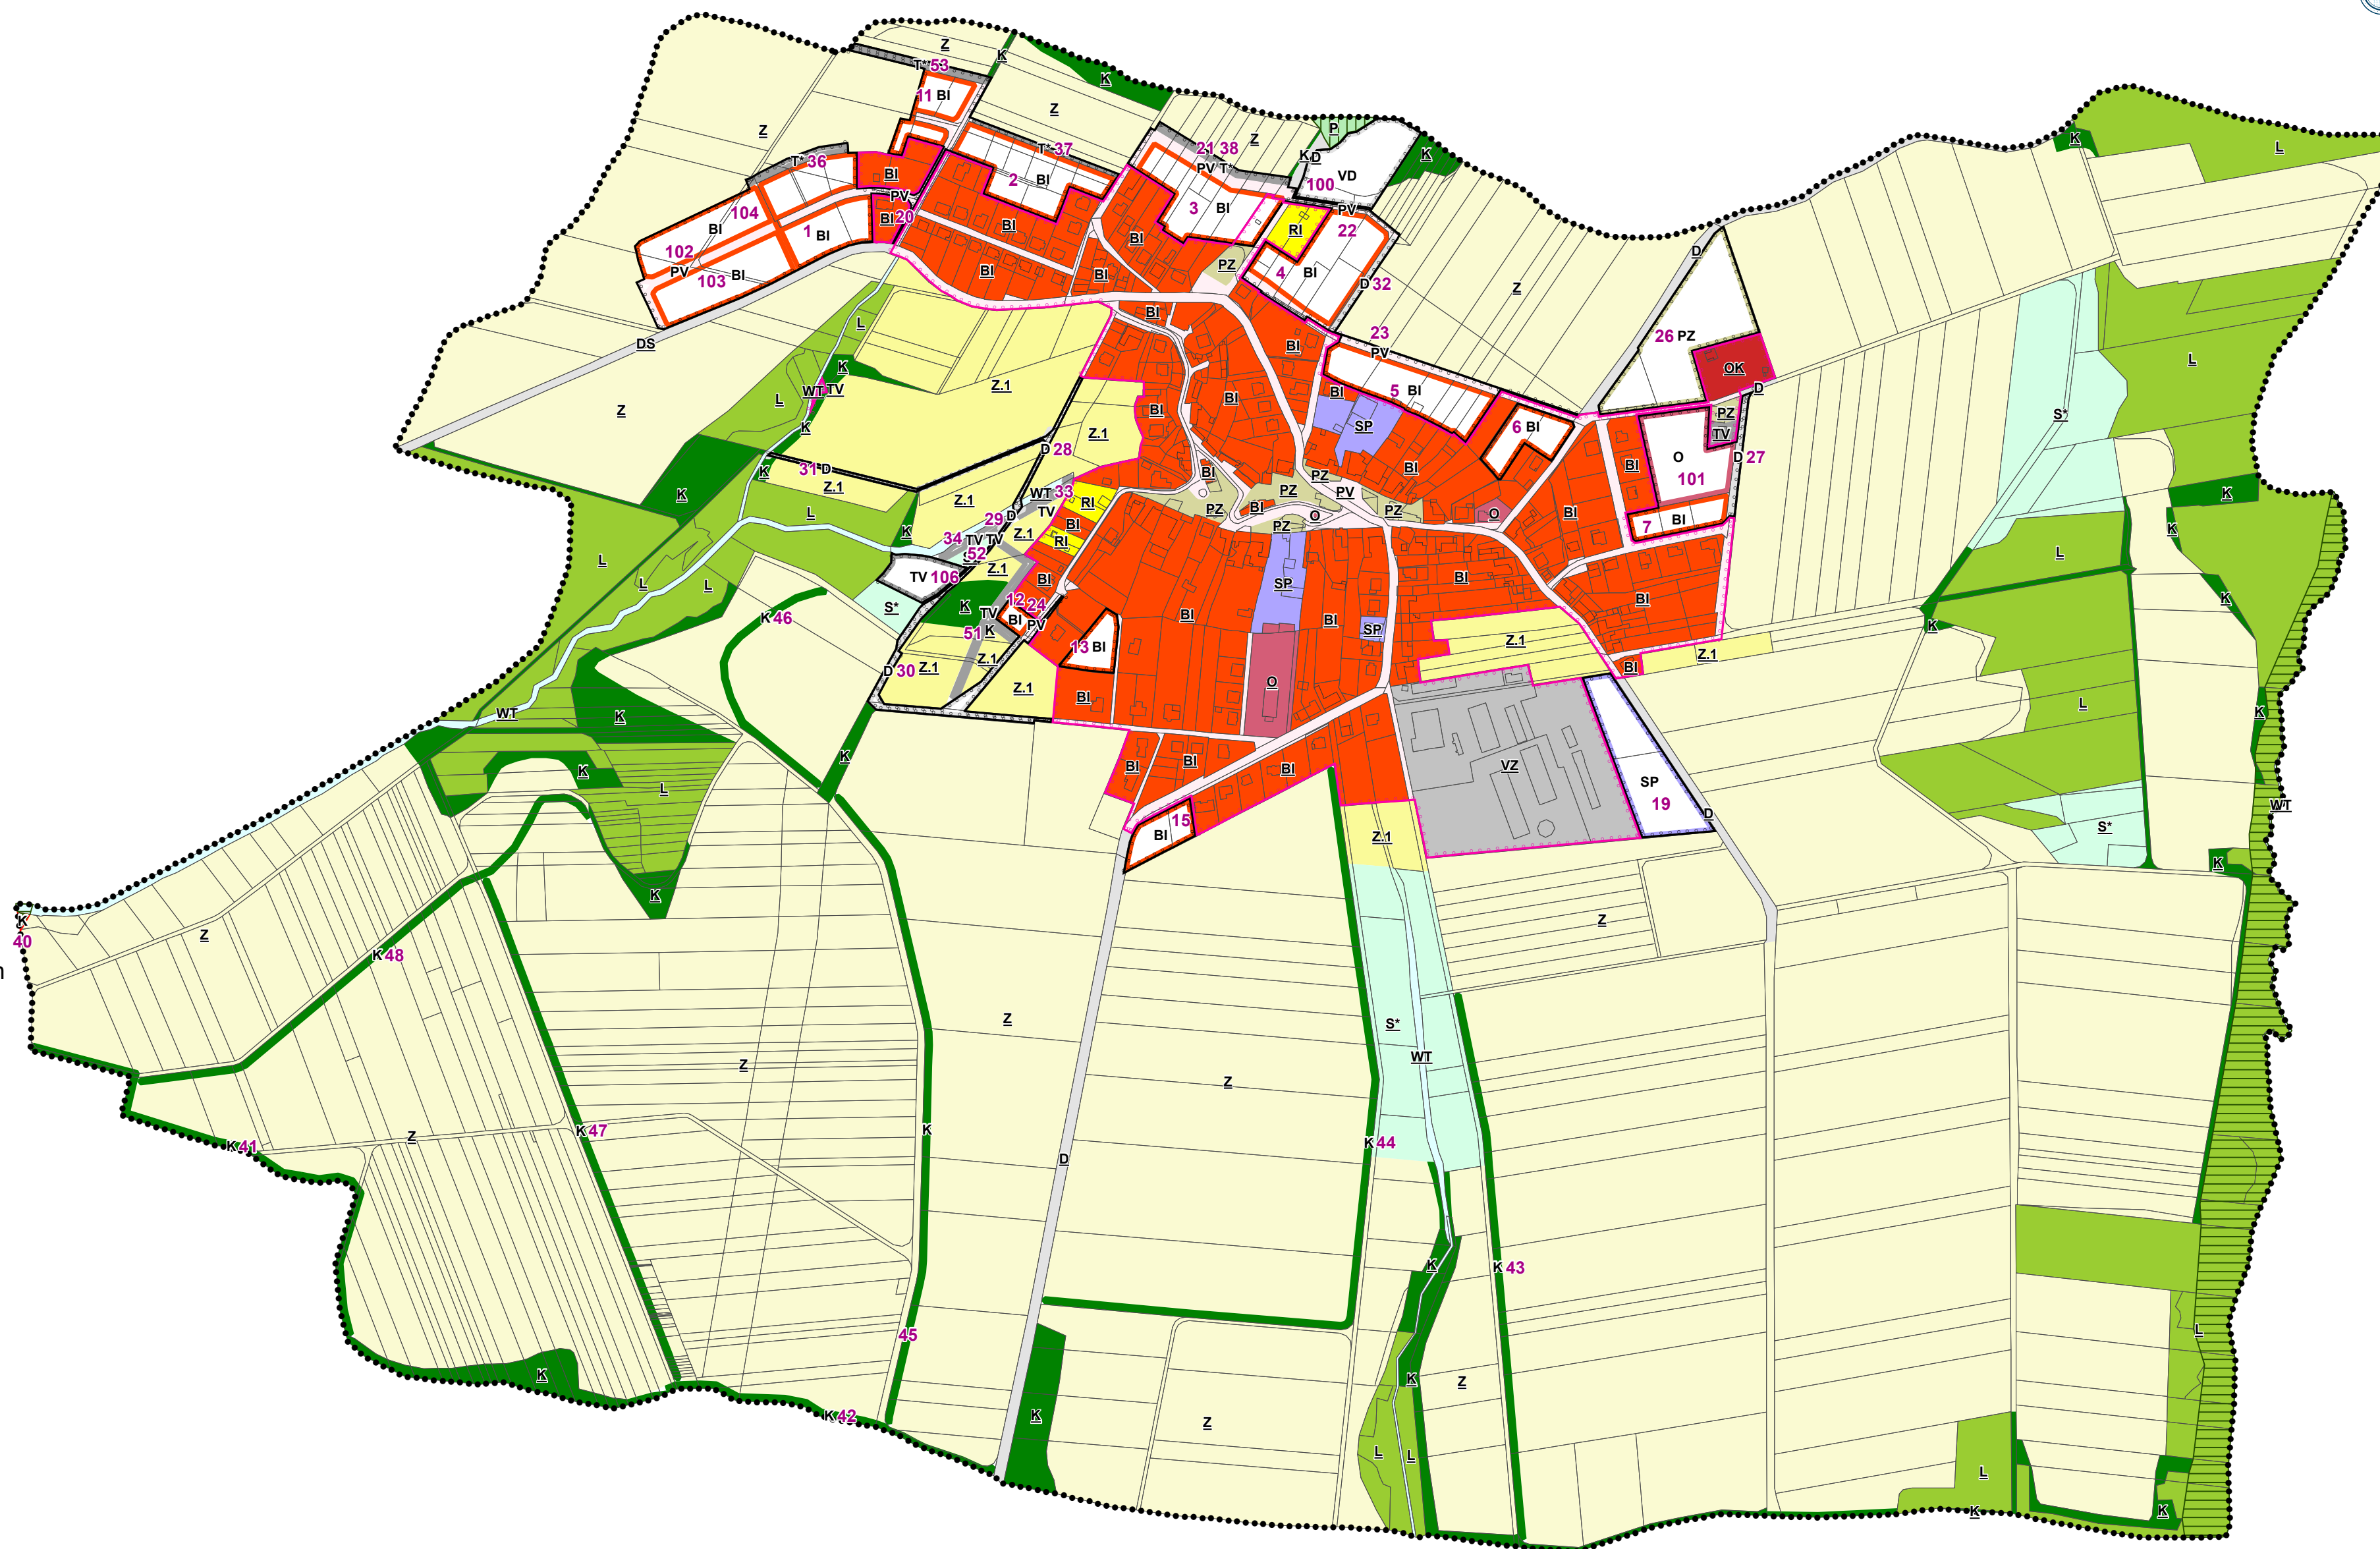 Z
K
T* 53
K
11 BI
Z
Z
Z
P
K
K
L
T* 36
T* 37
21 38
PV T*
K
D
VD
100
BI
2
BI
PV
20
BI
104
BI
1
BI
3
BI
PV
22
RI
BI
BI
BI
102
PV
103
BI
BI
BI
PZ
4
BI
D 32
Z
D
DS
L
BI
23
PV
26 PZ
BI
OK
L
K
WT
TV
Z.1
L
Z
BI
BI
BI
5
BI
D
PZ
S*
K
Z.1
SP
6 BI
TV
D 28
BI
O
101
D 27
K
31 D
Z.1
BI
BI
PZ
K
L
Z.1
WT
33
RI
PZ
PV
K
29 D
TV
PZ
BI
O
PZ
O
BI
7
BI
K
K
34
TV
TV
Z.1
BI
PZ
RI
52
Z.1
L
L
L
L
TV 106
BI
SP
BI
K
S*
K
12
24
BI
K
K 46
TV
BI
PV
BI
BI
SP
K
51
K
Z.1
13 BI
Z.1
D 30
Z.1
Z.1
BI
Z.1
O
BI
L
WT
K
K
K
K
BI
BI
BI
VZ
SP
19
D
WT
L
15
BI
Z.1
S*
K
K
K
40
Z
Z
K 48
Z
S*
WT
Z
Z
K 47
K
K 44
K 41
Z
D
K
K 43
45
L
K
K
Z
K 42
K
Z
L
L
L
K
K